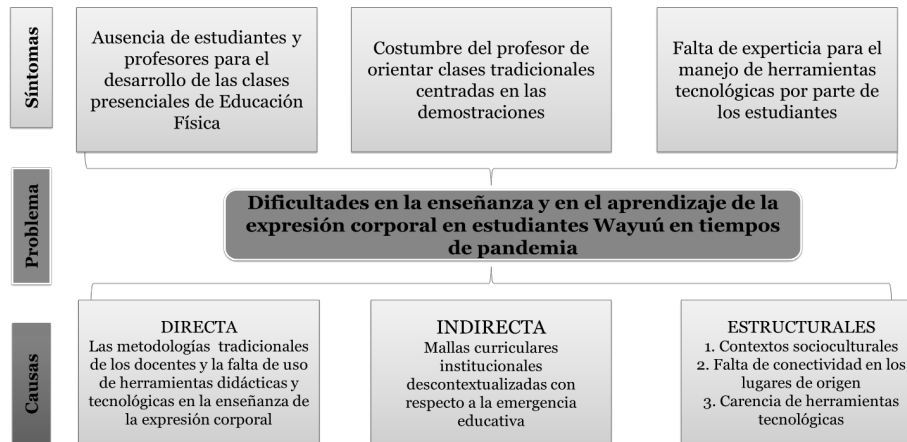 Síntomas
Ausencia de estudiantes y
profesores para el
desarrollo de las clases
presenciales de Educación
Física
Costumbre del profesor de
orientar clases tradicionales
centradas en las
demostraciones
Falta de experticia para el
manejo de herramientas
tecnológicas por parte de
los estudiantes
Problema
Dificultades en la enseñanza y en el aprendizaje de la
expresión corporal en estudiantes Wayuú en tiempos
de pandemia
Causas
DIRECTA
Las metodologías tradicionales
de los docentes y la falta de uso
de herramientas didácticas y
tecnológicas en la enseñanza de
la expresión corporal
INDIRECTA
Mallas curriculares
institucionales
descontextualizadas con
respecto a la emergencia
educativa
ESTRUCTURALES
1. Contextos socioculturales
2. Falta de conectividad en los
lugares de origen
3. Carencia de herramientas
tecnológicas